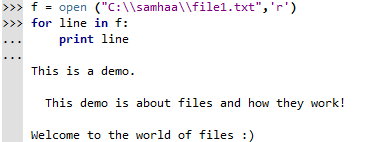 >>> f = open ("C:\\samhaa\\file1.txt",'r')
>>> for line in f:
...     print line
...
This is a demo.
  This demo is about files and how they work!
Welcome to the world of files :)